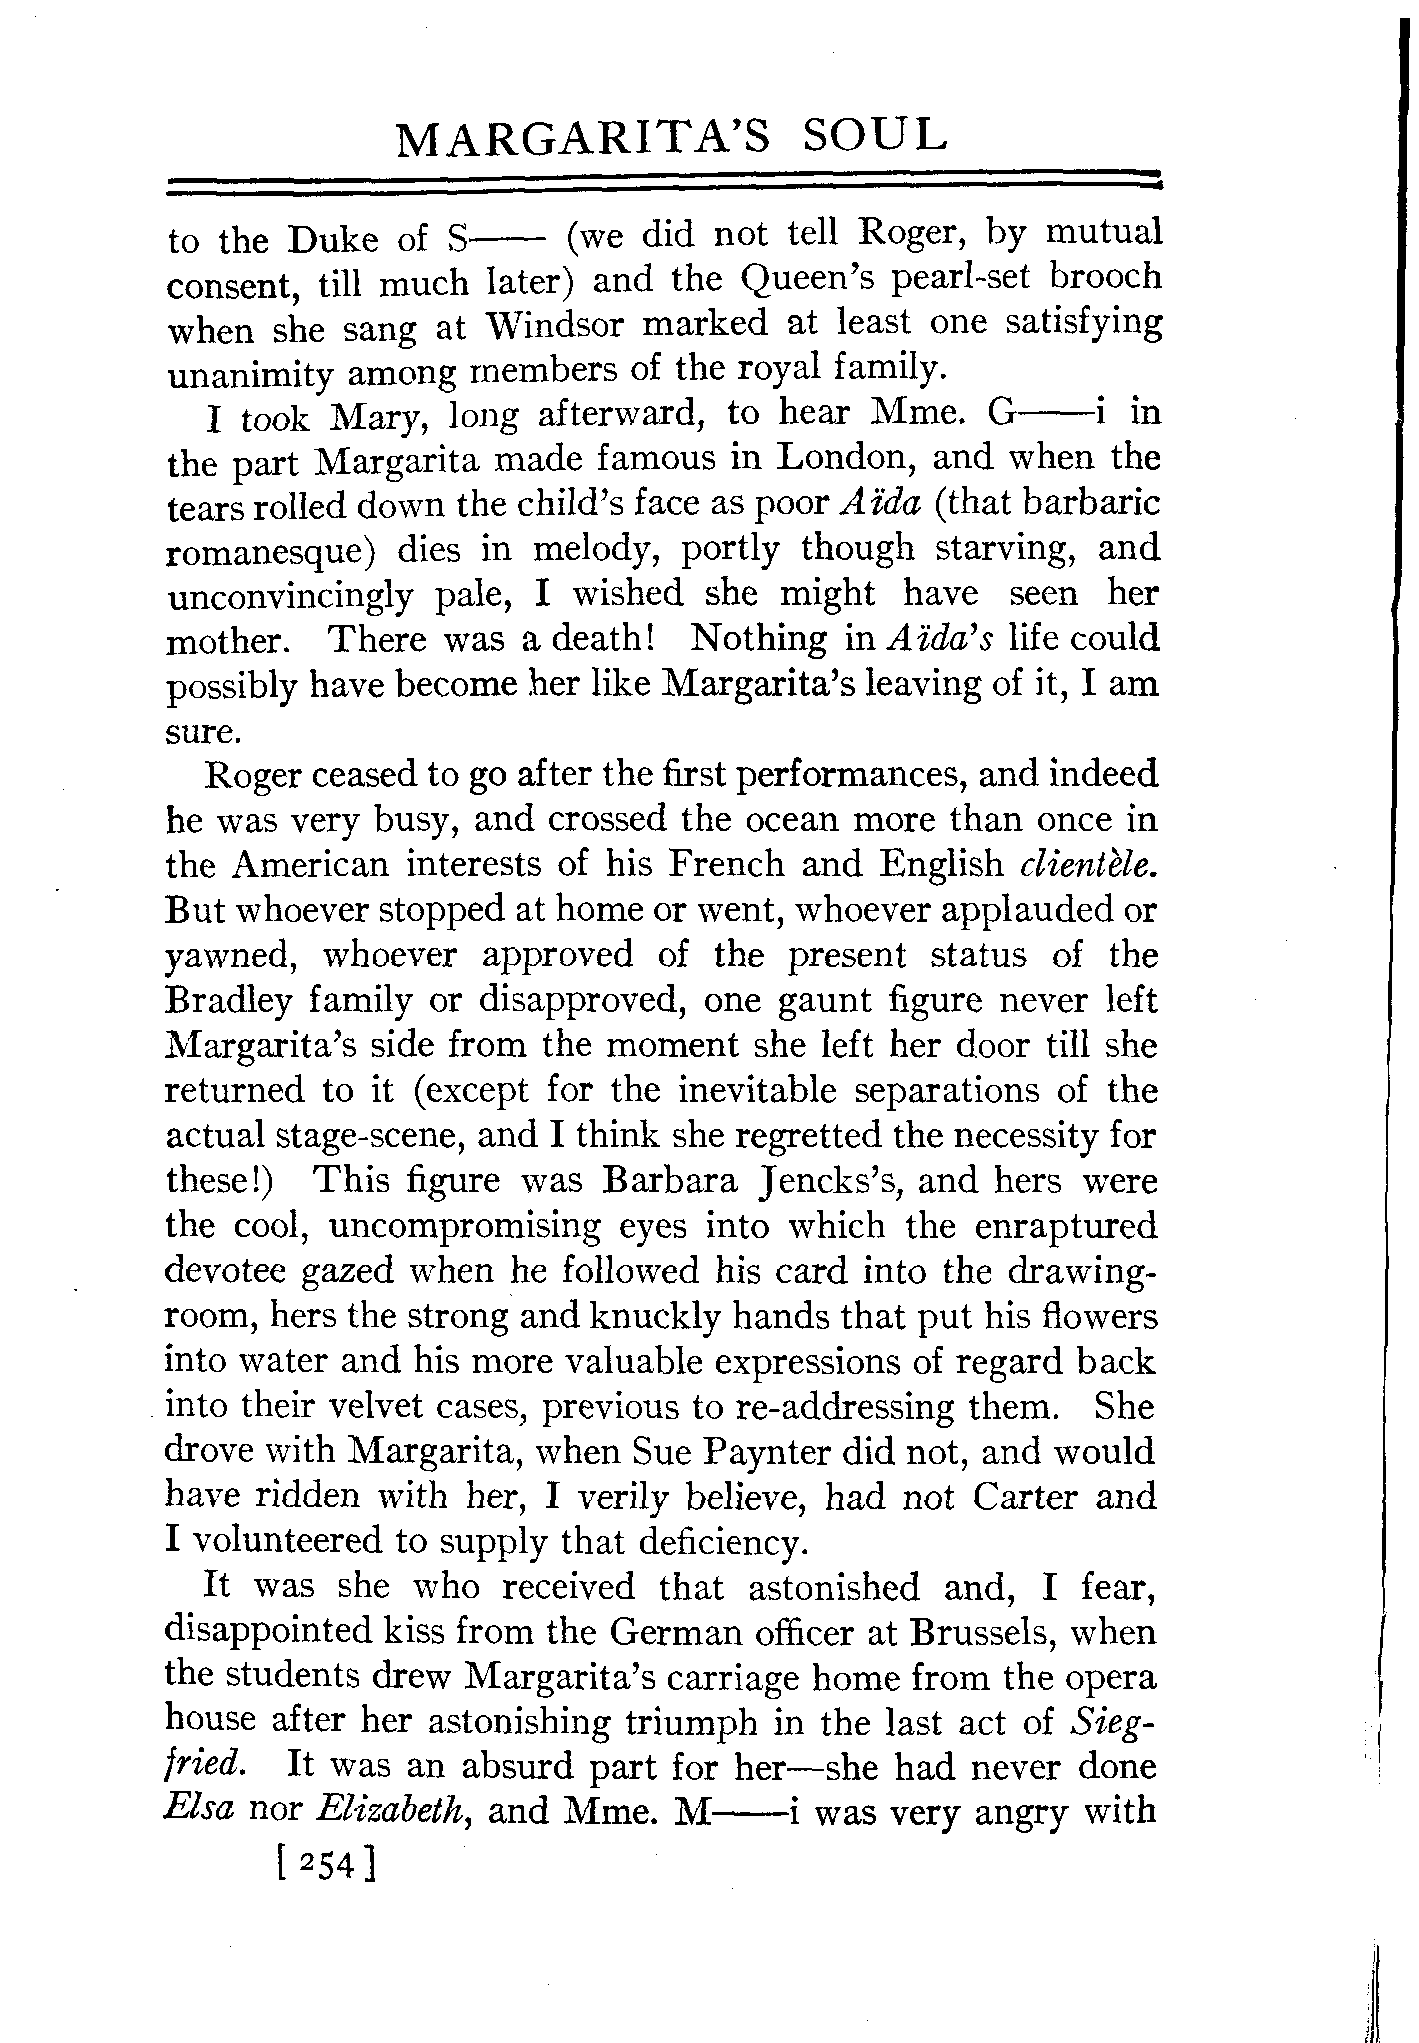 MARGARITA'S SOUL
to the Duke of S—— (we did not tell Roger, by mutual
consent, till much later) and the Queen's pearl-set brooch
when she sang at Windsor marked at least one satisfying
unanimity among members of the royal family.
I took Mary, long afterward, to hear Mme. G——i in
the part Margarita made famous in London, and when the
tears rolled down the child's face as poor Aïda (that barbaric
romanesque) dies in melody, portly though starving, and
unconvincingly pale, I wished she might have seen her
mother. There was a death! Nothing in Aïda's life could
possibly have become her like Margarita's leaving of it, I am
sure.
Roger ceased to go after the first performances, and indeed
he was very busy, and crossed the ocean more than once in
the American interests of his French and English clientèle.
But whoever stopped at home or went, whoever applauded or
yawned, whoever approved of the present status of the
Bradley family or disapproved, one gaunt figure never left
Margarita's side from the moment she left her door till she
returned to it (except for the inevitable separations of the
actual stage-scene, and I think she regretted the necessity for
these!) This figure was Barbara Jencks's, and hers were
the cool, uncompromising eyes into which the enraptured
devotee gazed when he followed his card into the drawing-
room, hers the strong and knuckly hands that put his flowers
into water and his more valuable expressions of regard back
into their velvet cases, previous to re-addressing them. She
drove with Margarita, when Sue Paynter did not, and would
have ridden with her, I verily believe, had not Carter and
I volunteered to supply that deficiency.
It was she who received that astonished and, I fear,
disappointed kiss from the German officer at Brussels, when
the students drew Margarita's carriage home from the opera
house after her astonishing triumph in the last act of Sieg-
fried. It was an absurd part for her—she had never done
Elsa nor Elizabeth, and Mme. M——i was very angry with
[254]